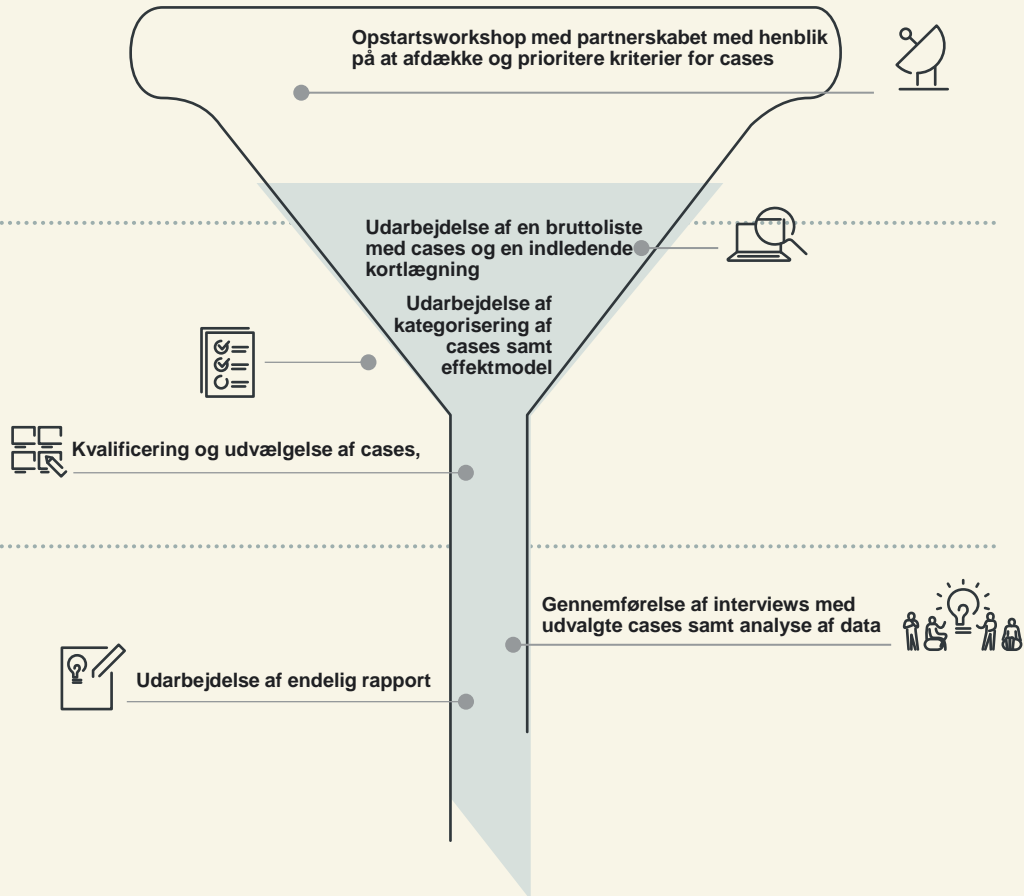 Opstartsworkshop med partnerskabet med henblik
på at afdække og prioritere kriterier for cases
Udarbejdelse af en bruttoliste
med cases og en indledende
kortlægning
Udarbejdelse af
kategorisering af
cases samt
effektmodel
Kvalificering og udvælgelse af cases,
Gennemførelse af interviews med
udvalgte cases samt analyse af data
Udarbejdelse af endelig rapport